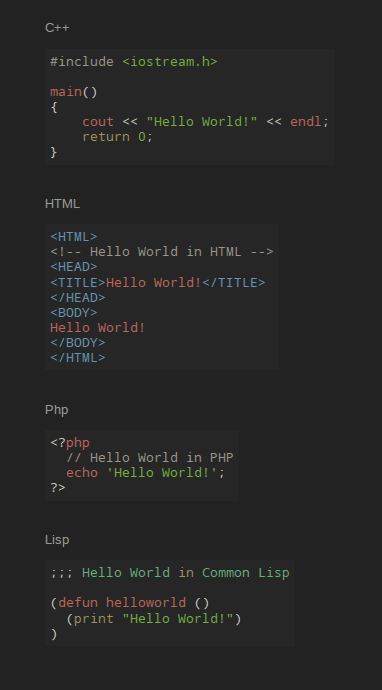 C++
#include <iostream.h>
main()
{
    cout << "Hello World!" << endl;
    return 0;
}
HTML
<HTML>
<!-- Hello World in HTML -->
<HEAD>
<TITLE>Hello World!</TITLE>
</HEAD>
<BODY>
Hello World!
</BODY>
</HTML>
Php
<?php
  // Hello World in PHP
  echo 'Hello World!';
?>
Lisp
;;; Hello World in Common Lisp
(defun helloworld ()
  (print "Hello World!")
)